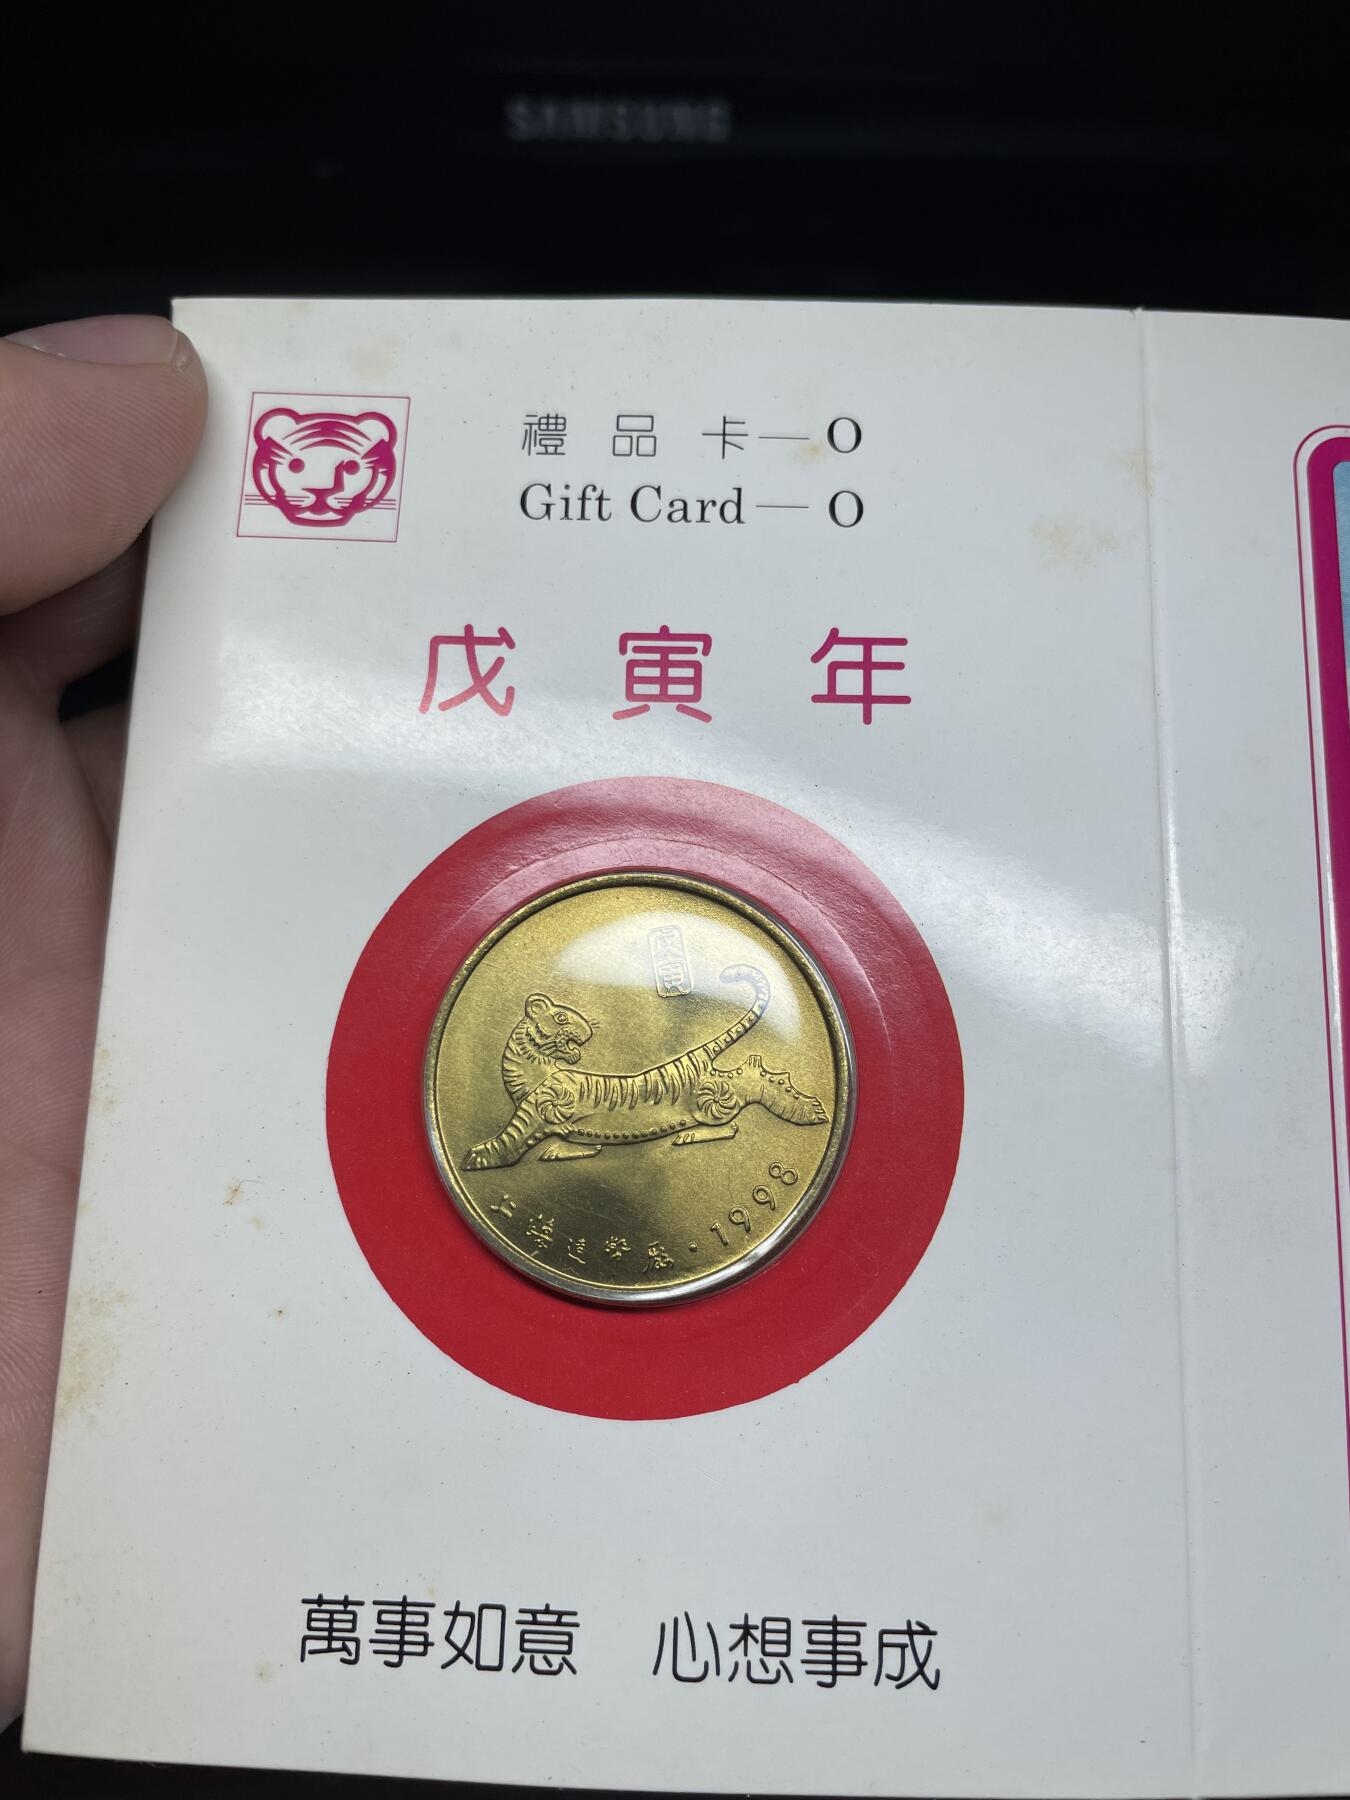 SAMSUNG
禮品卡—O
Gift Card—O
戊寅年
戊寅
上海造幣廠·1998
萬事如意 心想事成